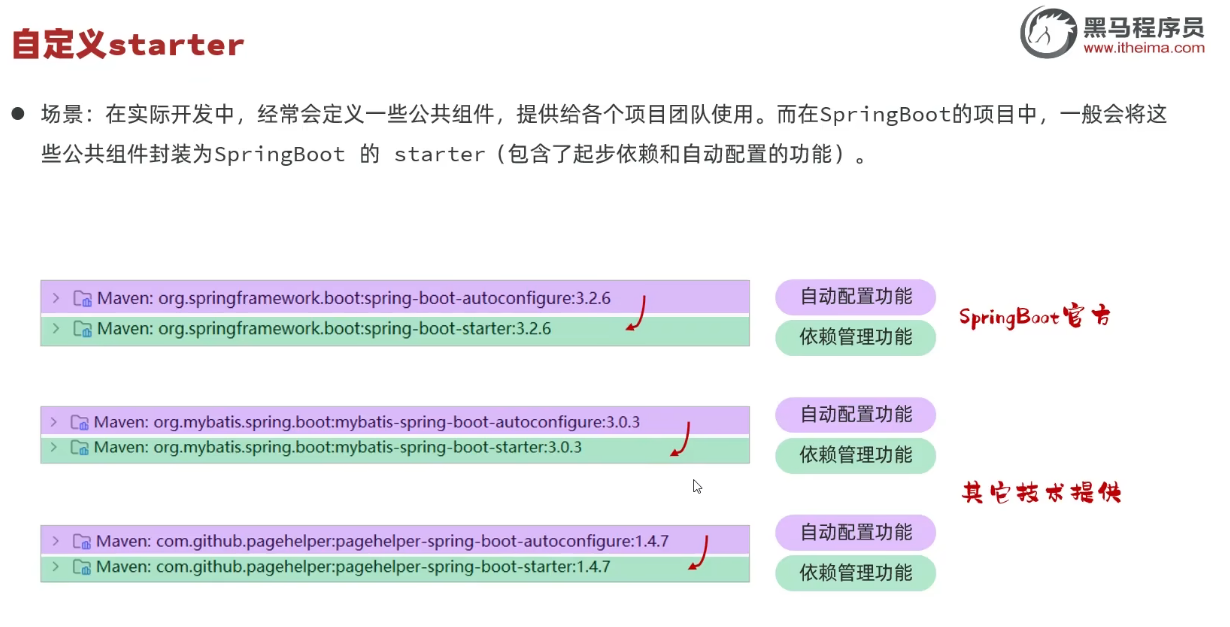 自定义starter
黑马程序员
www.itheima.com
● 场景：在实际开发中，经常会定义一些公共组件，提供给各个项目团队使用。而在SpringBoot的项目中，一般会将这
些公共组件封装为SpringBoot 的 starter（包含了起步依赖和自动配置的功能）。
Maven: org.springframework.boot:spring-boot-autoconfigure:3.2.6
Maven: org.springframework.boot:spring-boot-starter:3.2.6
自动配置功能
依赖管理功能
SpringBoot官方
Maven: org.mybatis.spring.boot:mybatis-spring-boot-autoconfigure:3.0.3
Maven: org.mybatis.spring.boot:mybatis-spring-boot-starter:3.0.3
自动配置功能
依赖管理功能
其它技术提供
Maven: com.github.pagehelper:pagehelper-spring-boot-autoconfigure:1.4.7
Maven: com.github.pagehelper:pagehelper-spring-boot-starter:1.4.7
自动配置功能
依赖管理功能